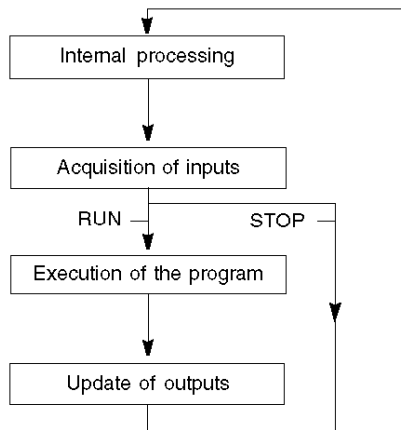 Internal processing
Acquisition of inputs
RUN
STOP
Execution of the program
Update of outputs